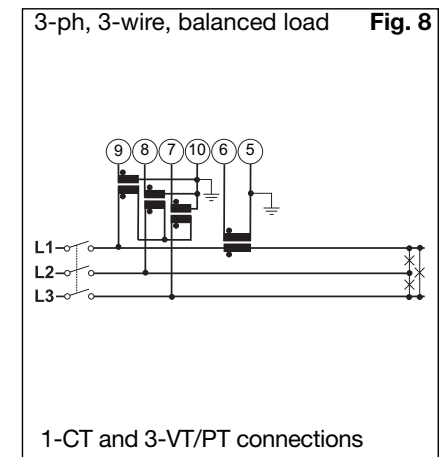 3-ph, 3-wire, balanced load Fig. 8
9 8 7 10 6 5
L1
L2
L3
1-CT and 3-VT/PT connections